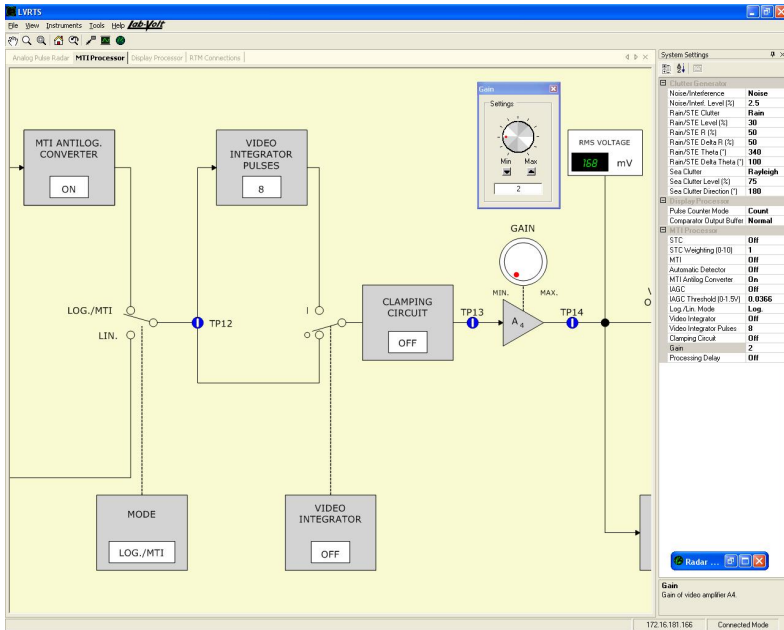 LVRTS
File View Instruments Tools Help Lab-Volt
Analog Pulse Radar MTI Processor Display Processor RTM Connections
MTI ANTILOG.
CONVERTER
ON
VIDEO
INTEGRATOR
PULSES
8
Gain
Settings
Min Max
2
RMS VOLTAGE
168 mV
GAIN
MIN. MAX.
LOG./MTI
LIN.
TP12
I
O
CLAMPING
CIRCUIT
OFF
TP13
A4
TP14
V
O
MODE
LOG./MTI
VIDEO
INTEGRATOR
OFF
System Settings
Clutter Generator
Noise/Interference Noise
Noise/Interf. Level (%) 2.5
Rain/STE Clutter Rain
Rain/STE Level (%) 30
Rain/STE R (%) 50
Rain/STE Delta R (%) 50
Rain/STE Theta (°) 340
Rain/STE Delta Theta (°) 100
Sea Clutter Rayleigh
Sea Clutter Level (%) 75
Sea Clutter Direction (°) 180
Display Processor
Pulse Counter Mode Count
Comparator Output Buffer Normal
MTI Processor
STC Off
STC Weighting (0-10) 1
MTI Off
Automatic Detector Off
MTI Antilog Converter On
IAGC Off
IAGC Threshold (0-1.5V) 0.0366
Log./Lin. Mode Log.
Video Integrator Off
Video Integrator Pulses 8
Clamping Circuit Off
Gain 2
Processing Delay Off
Radar ...
Gain
Gain of video amplifier A4.
172.16.181.166 Connected Mode